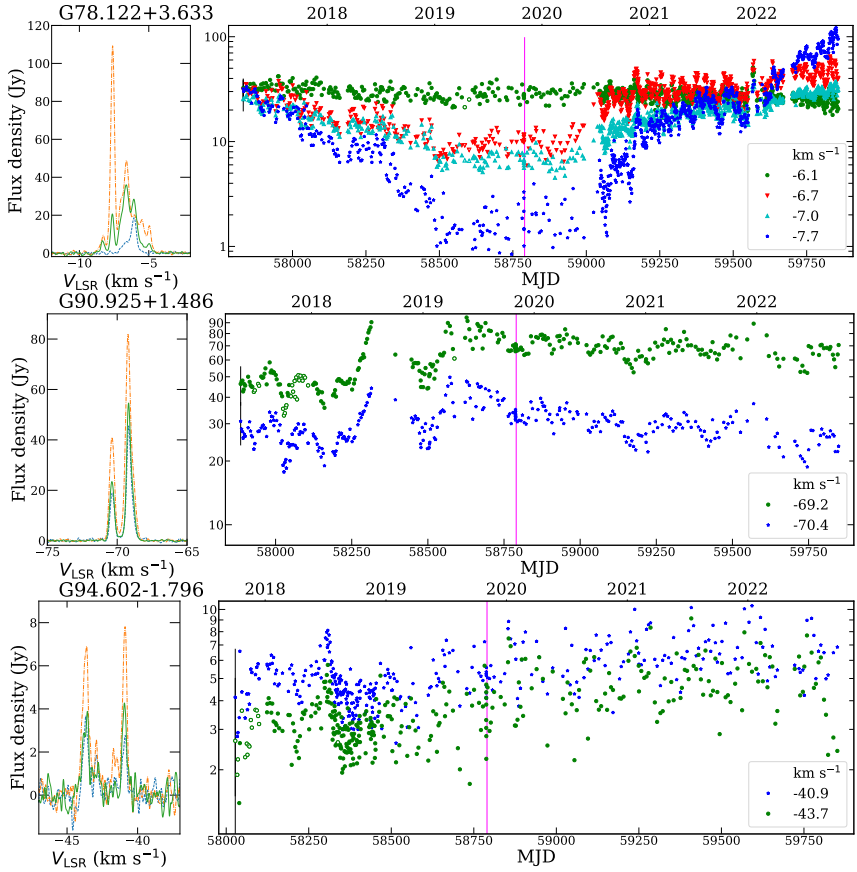 G78.122+3.633
2018 2019 2020 2021 2022
Flux density (Jy)
120
100
80
60
40
20
0
−10 −5
V_LSR (km s⁻¹)
100
10
1
km s⁻¹
-6.1
-6.7
-7.0
-7.7
58000 58250 58500 58750 59000 59250 59500 59750
MJD
G90.925+1.486
2018 2019 2020 2021 2022
Flux density (Jy)
80
60
40
20
0
−75 −70 −65
V_LSR (km s⁻¹)
90
80
70
60
50
40
30
20
10
km s⁻¹
-69.2
-70.4
58000 58250 58500 58750 59000 59250 59500 59750
MJD
G94.602-1.796
2018 2019 2020 2021 2022
Flux density (Jy)
8
6
4
2
0
−45 −40
V_LSR (km s⁻¹)
10
9
8
7
6
5
4
3
2
km s⁻¹
-40.9
-43.7
58000 58250 58500 58750 59000 59250 59500 59750
MJD